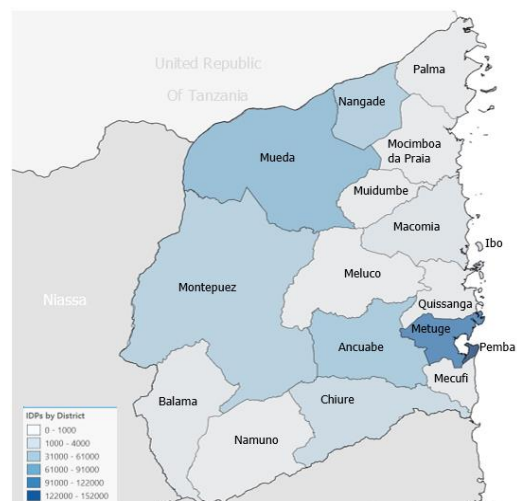 United Republic
Of Tanzania
Palma
Nangade
Mocimboa
da Praia
Mueda
Muidumbe
Macomia
Ibo
Meluco
Montepuez
Niassa
Quissanga
Metuge
Pemba
Ancuabe
Mecufi
Chiure
Balama
Namuno
IDPs by District
0 - 1000
1000 - 4000
31000 - 61000
61000 - 91000
91000 - 122000
122000 - 152000